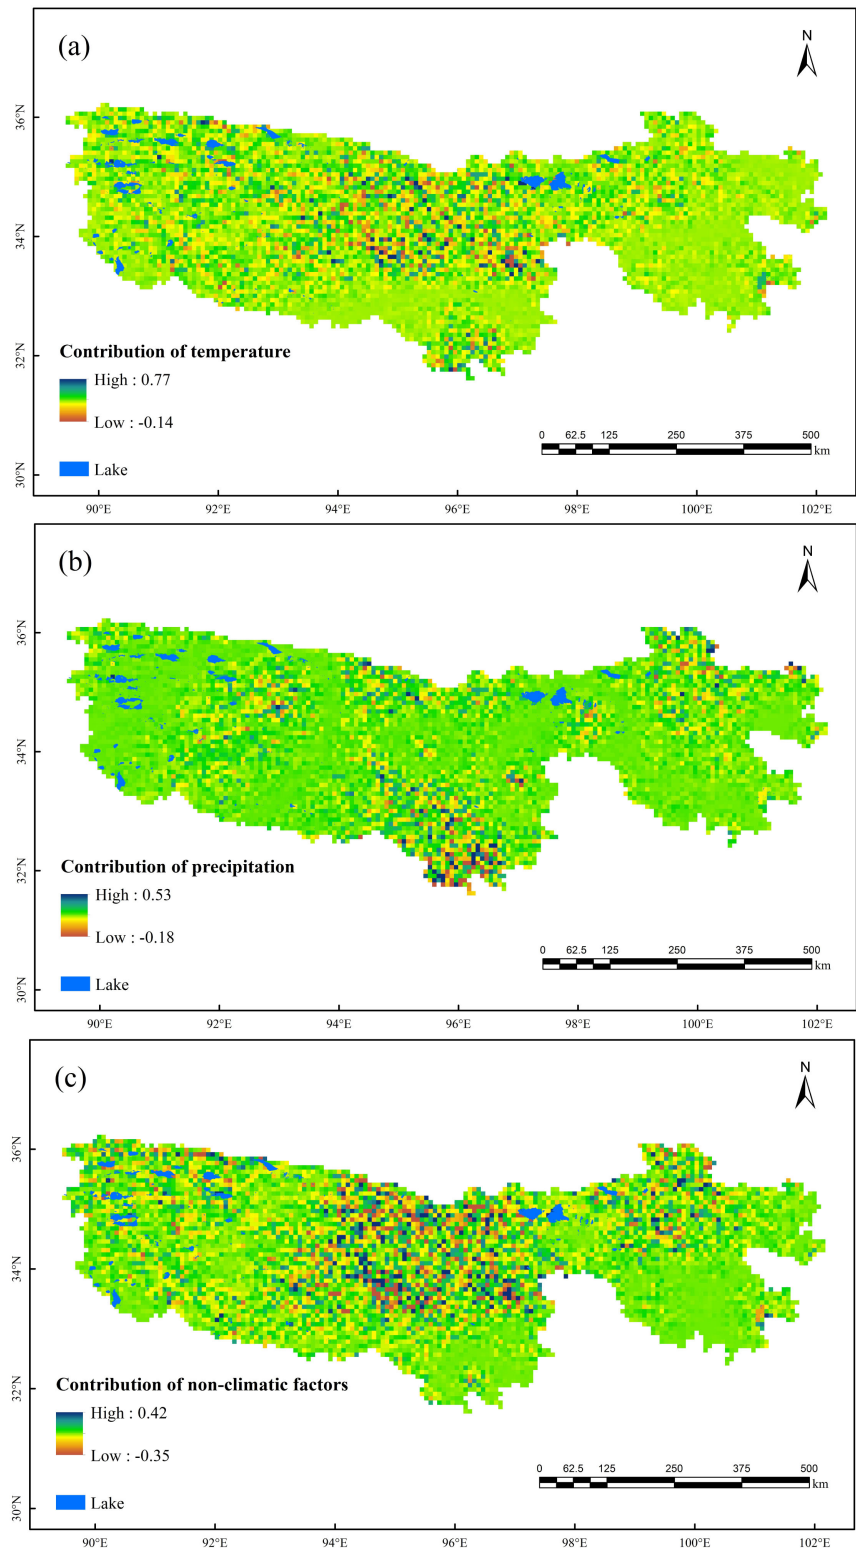 (a)
N
36°N
34°N
32°N
30°N
Contribution of temperature
High : 0.77
Low : -0.14
Lake
0 62.5 125 250 375 500
km
90°E 92°E 94°E 96°E 98°E 100°E 102°E
(b)
N
36°N
34°N
32°N
30°N
Contribution of precipitation
High : 0.53
Low : -0.18
Lake
0 62.5 125 250 375 500
km
90°E 92°E 94°E 96°E 98°E 100°E 102°E
(c)
N
36°N
34°N
32°N
30°N
Contribution of non-climatic factors
High : 0.42
Low : -0.35
Lake
0 62.5 125 250 375 500
km
90°E 92°E 94°E 96°E 98°E 100°E 102°E